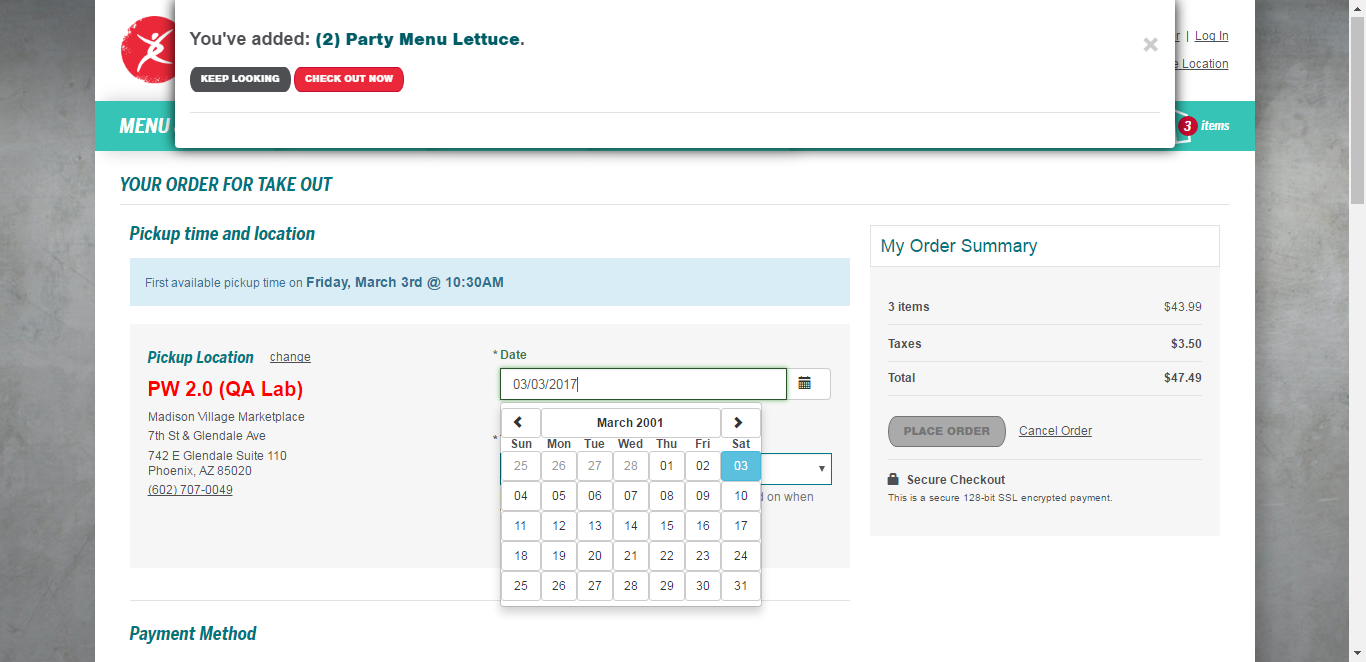 You've added: (2) Party Menu Lettuce.
×
KEEP LOOKING CHECK OUT NOW
Log In
Location
MENU
3 items
YOUR ORDER FOR TAKE OUT
Pickup time and location
First available pickup time on Friday, March 3rd @ 10:30AM
Pickup Location change
PW 2.0 (QA Lab)
Madison Village Marketplace
7th St & Glendale Ave
742 E Glendale Suite 110
Phoenix, AZ 85020
(602) 707-0049
* Date
03/03/2017
March 2001
Sun Mon Tue Wed Thu Fri Sat
25 26 27 28 01 02 03
04 05 06 07 08 09 10
11 12 13 14 15 16 17
18 19 20 21 22 23 24
25 26 27 28 29 30 31
*
on when
My Order Summary
3 items $43.99
Taxes $3.50
Total $47.49
PLACE ORDER Cancel Order
Secure Checkout
This is a secure 128-bit SSL encrypted payment.
Payment Method